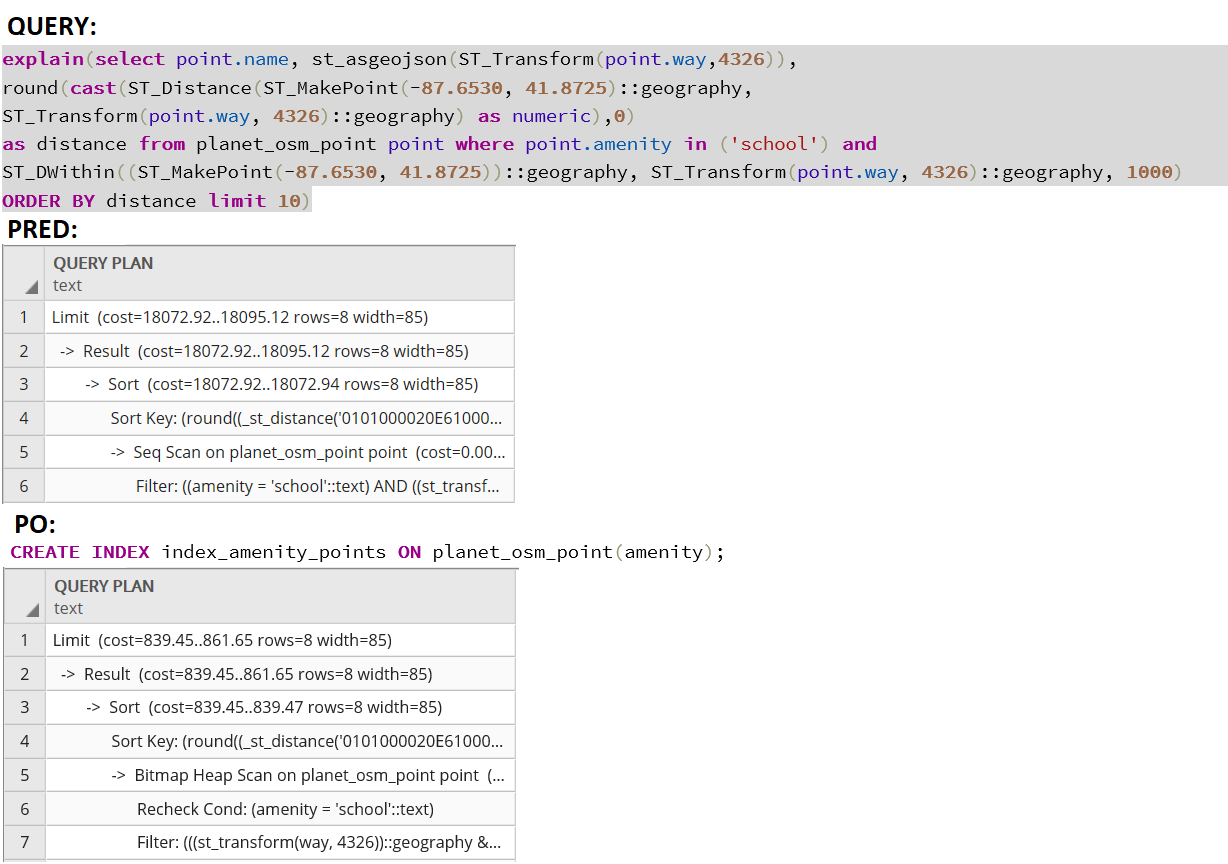 QUERY:
explain(select point.name, st_asgeojson(ST_Transform(point.way,4326)),
round(cast(ST_Distance(ST_MakePoint(-87.6530, 41.8725)::geography,
ST_Transform(point.way, 4326)::geography) as numeric),0)
as distance from planet_osm_point point where point.amenity in ('school') and
ST_DWithin((ST_MakePoint(-87.6530, 41.8725))::geography, ST_Transform(point.way, 4326)::geography, 1000)
ORDER BY distance limit 10)
PRED:
QUERY PLAN
text
1 Limit (cost=18072.92..18095.12 rows=8 width=85)
2 -> Result (cost=18072.92..18095.12 rows=8 width=85)
3 -> Sort (cost=18072.92..18072.94 rows=8 width=85)
4 Sort Key: (round((_st_distance('0101000020E61000...
5 -> Seq Scan on planet_osm_point point (cost=0.00...
6 Filter: ((amenity = 'school'::text) AND ((st_transf...
PO:
CREATE INDEX index_amenity_points ON planet_osm_point(amenity);
QUERY PLAN
text
1 Limit (cost=839.45..861.65 rows=8 width=85)
2 -> Result (cost=839.45..861.65 rows=8 width=85)
3 -> Sort (cost=839.45..839.47 rows=8 width=85)
4 Sort Key: (round((_st_distance('0101000020E61000...
5 -> Bitmap Heap Scan on planet_osm_point point (...
6 Recheck Cond: (amenity = 'school'::text)
7 Filter: (((st_transform(way, 4326))::geography &...